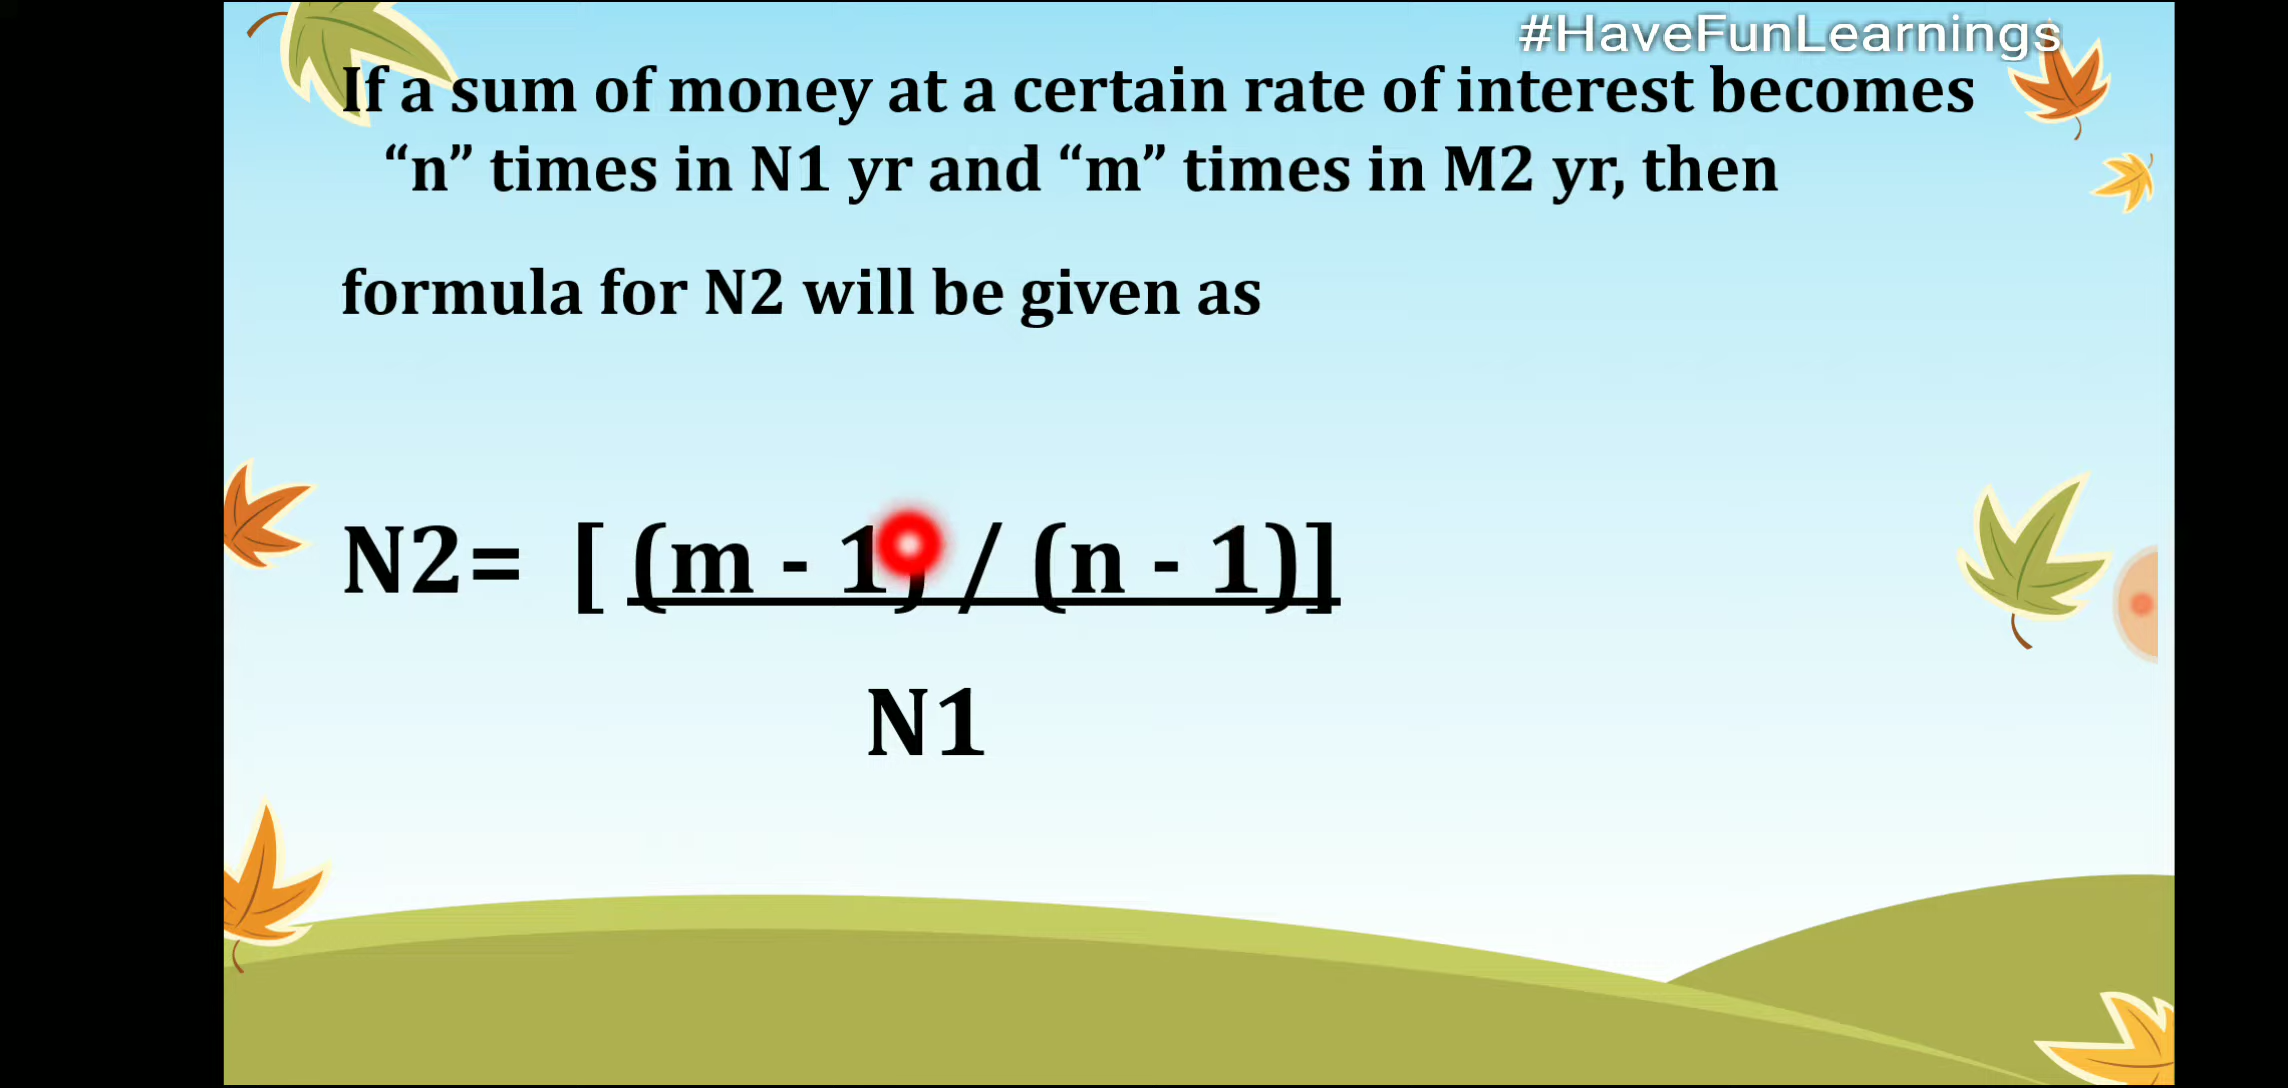 #HaveFunLearnings
If a sum of money at a certain rate of interest becomes
“n” times in N1 yr and “m” times in M2 yr, then
formula for N2 will be given as
N2= [ (m - 1) / (n - 1)]
N1